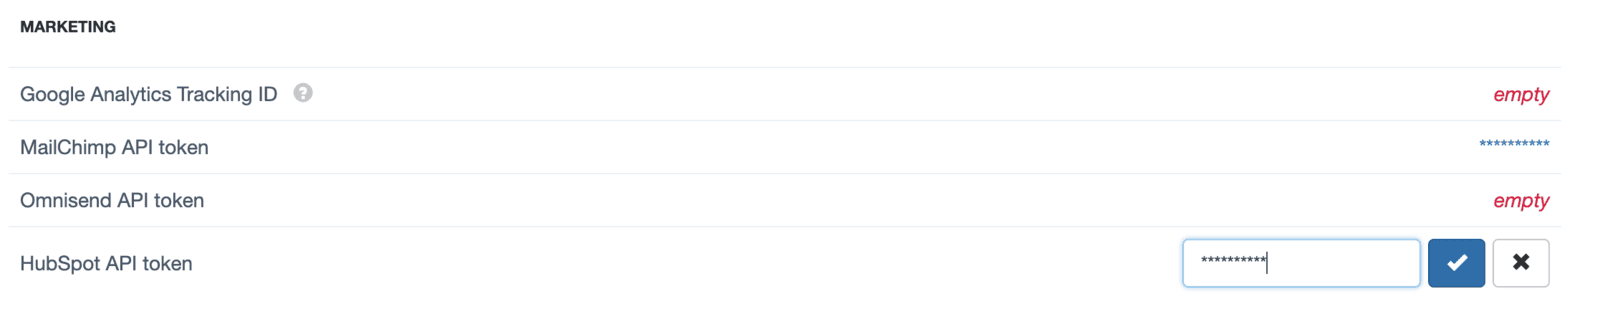 MARKETING
Google Analytics Tracking ID ? empty
MailChimp API token **********
Omnisend API token empty
HubSpot API token **********